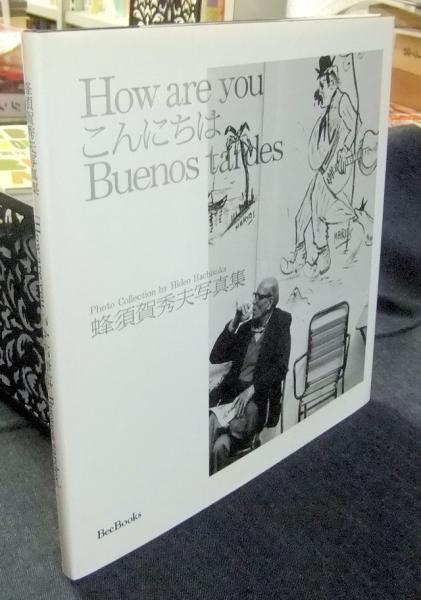 How are you
こんにちは
Buenos tardes
Photo Collection by Hideo Hachisuka
蜂須賀秀夫写真集
BeeBooks
MARIOS